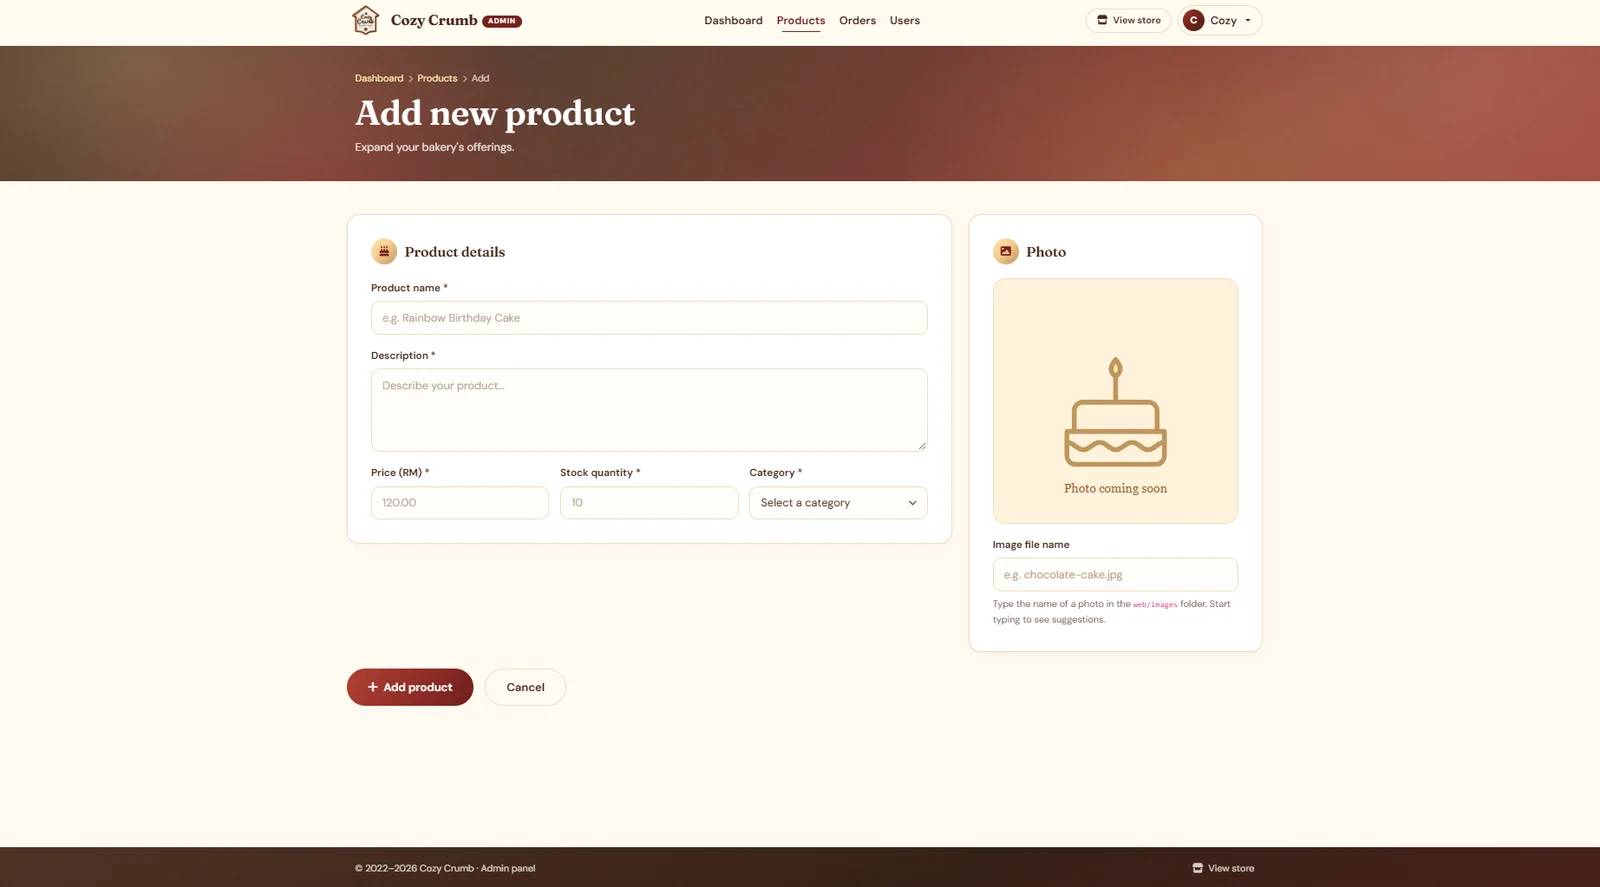 Cozy Crumb ADMIN
Dashboard Products Orders Users
View store
C Cozy
Dashboard > Products > Add
Add new product
Expand your bakery's offerings.
Product details
Product name *
e.g. Rainbow Birthday Cake
Description *
Describe your product...
Price (RM) * Stock quantity * Category *
120.00 10 Select a category
Photo
Photo coming soon
Image file name
e.g. chocolate-cake.jpg
Type the name of a photo in the web/images folder. Start
typing to see suggestions.
+ Add product Cancel
© 2022–2026 Cozy Crumb · Admin panel
View store